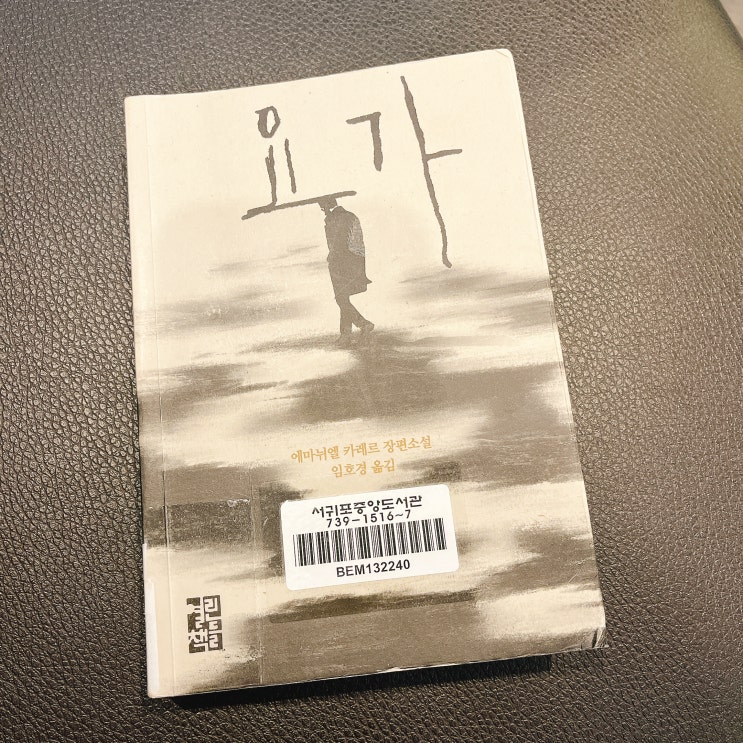 요가
에마뉘엘 카레르 장편소설
임호경 옮김
서귀포중앙도서관
739-1516~7
BEM132240
열린
책들